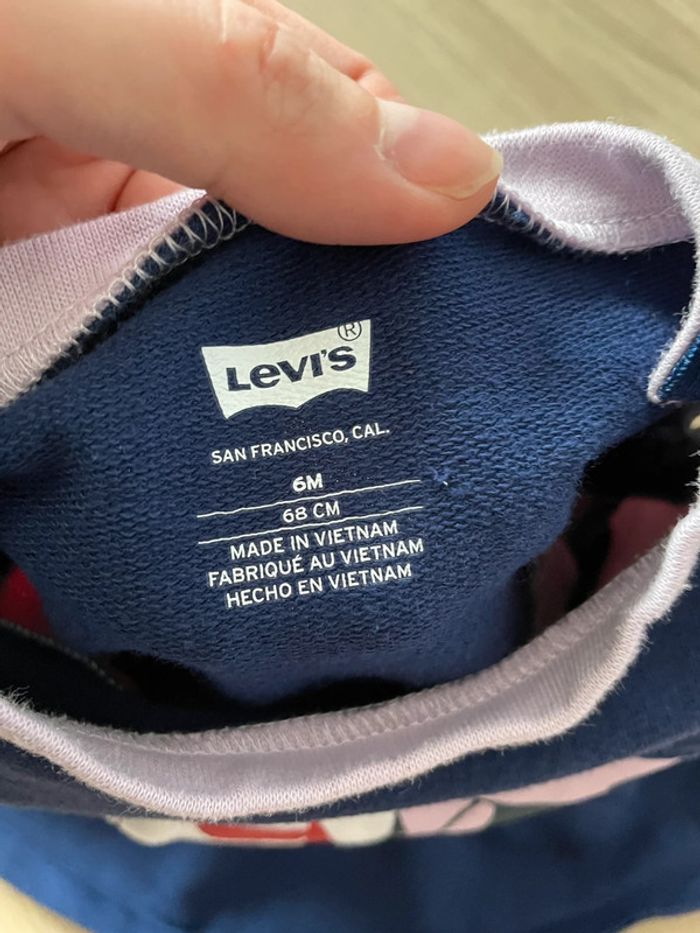 LEVI'S ®
SAN FRANCISCO, CAL.
6M
68 CM
MADE IN VIETNAM
FABRIQUÉ AU VIETNAM
HECHO EN VIETNAM